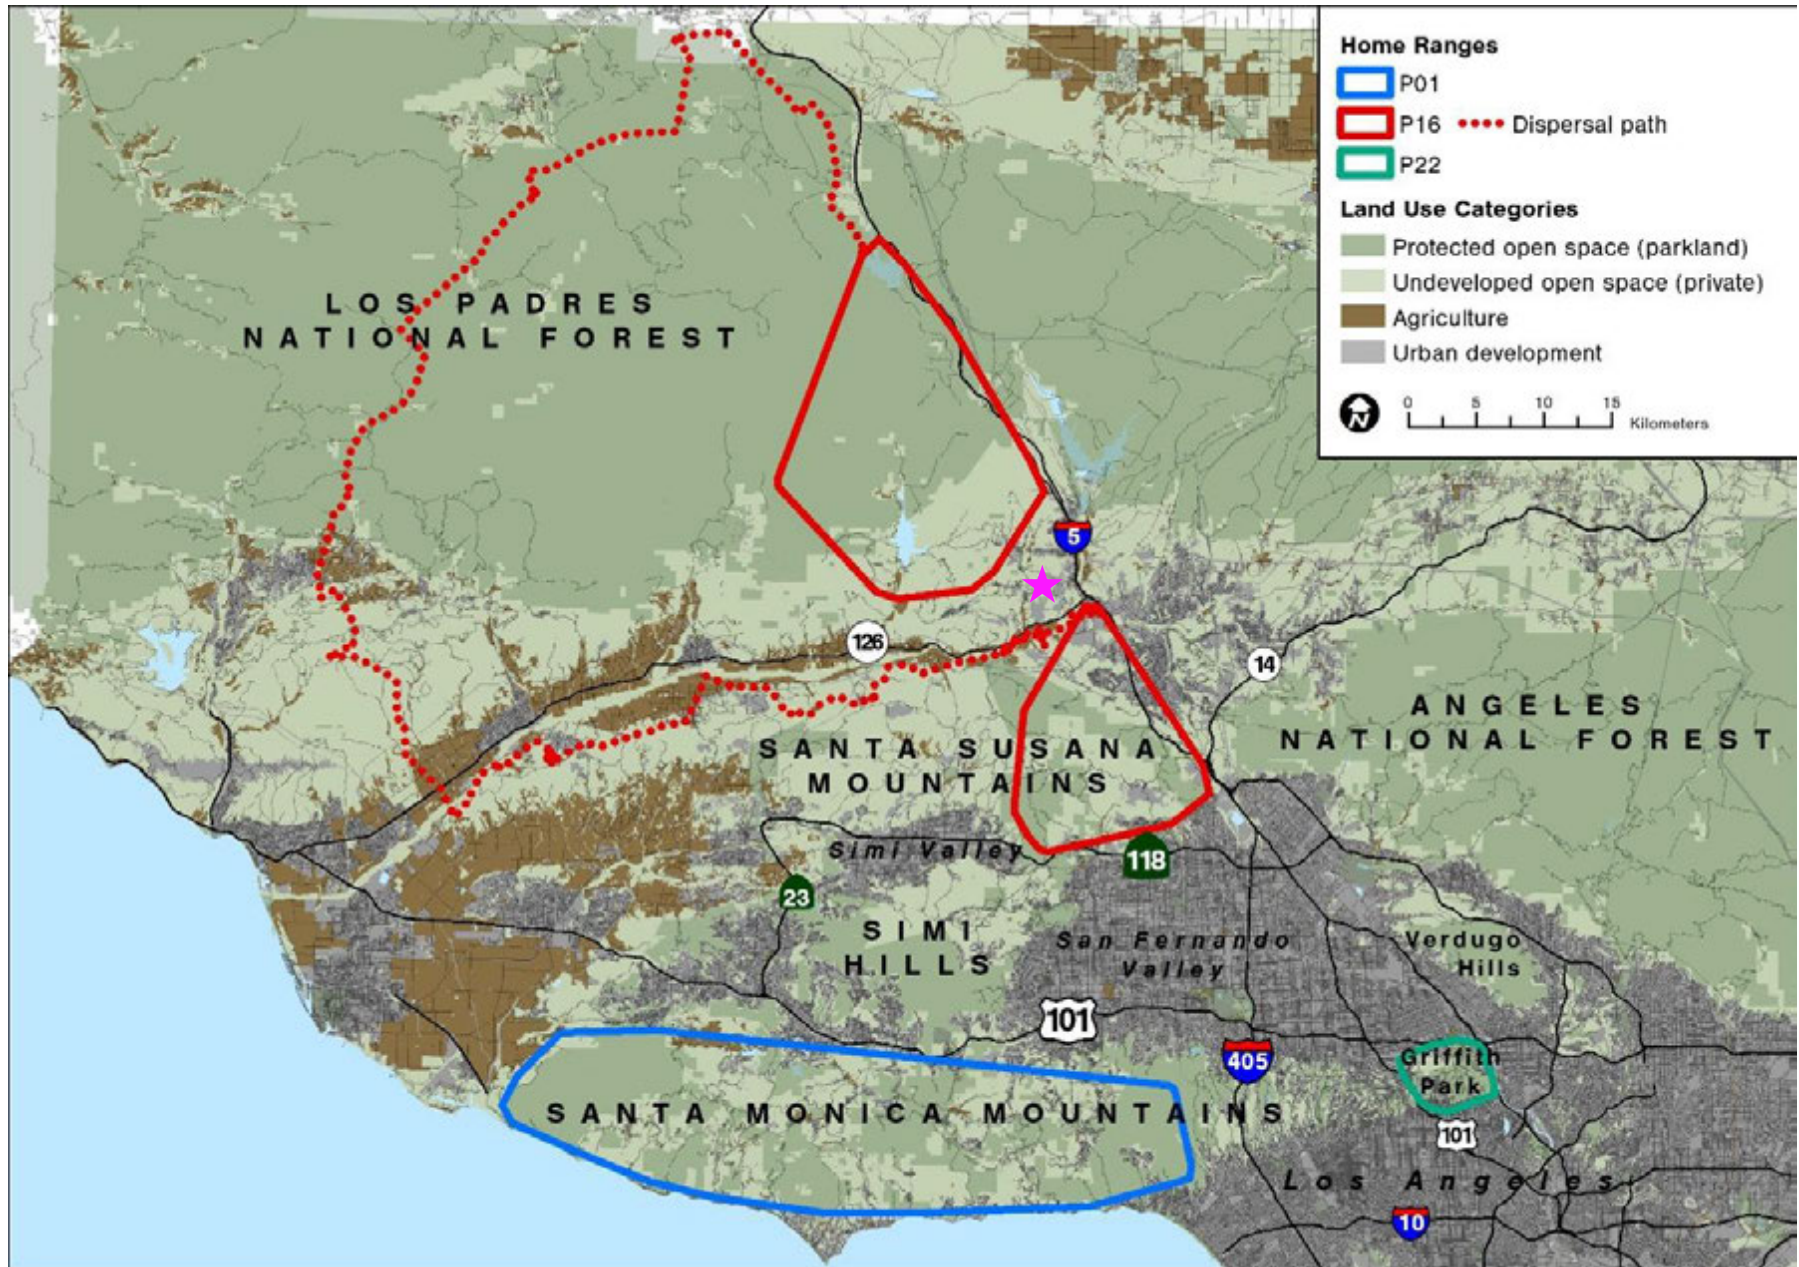 Home Ranges
P01
P16 Dispersal path
P22
Land Use Categories
Protected open space (parkland)
Undeveloped open space (private)
Agriculture
Urban development
N
0 5 10 15
Kilometers
LOS PADRES
NATIONAL FOREST
5
126
14
ANGELES
NATIONAL FOREST
SANTA SUSANA
MOUNTAINS
Simi Valley
118
23
SIMI
HILLS
San Fernando
Valley
Verdugo
Hills
101
405
Griffith
Park
SANTA MONICA MOUNTAINS
101
Los Angeles
10